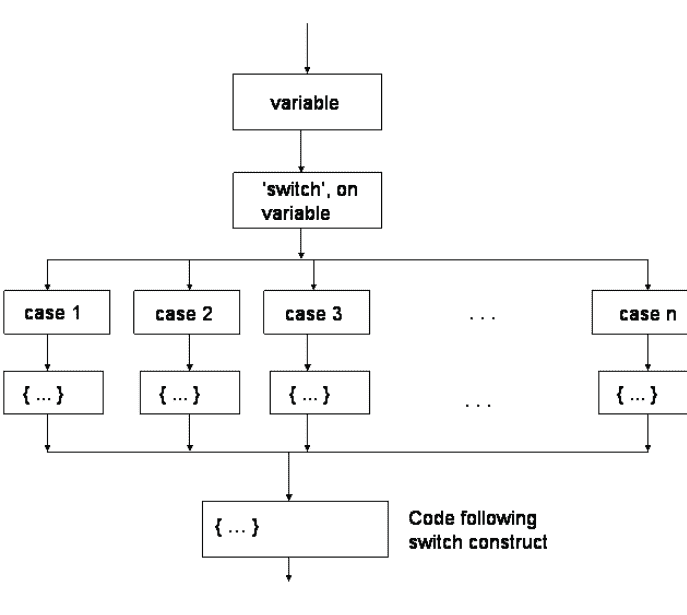 variable
'switch', on
variable
case 1
case 2
case 3
. . .
case n
{ ... }
{ ... }
{ ... }
. . .
{ ... }
{ ... }
Code following
switch construct